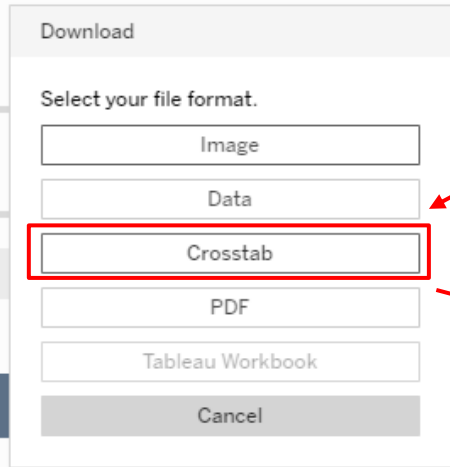 Download
Select your file format.
Image
Data
Crosstab
PDF
Tableau Workbook
Cancel